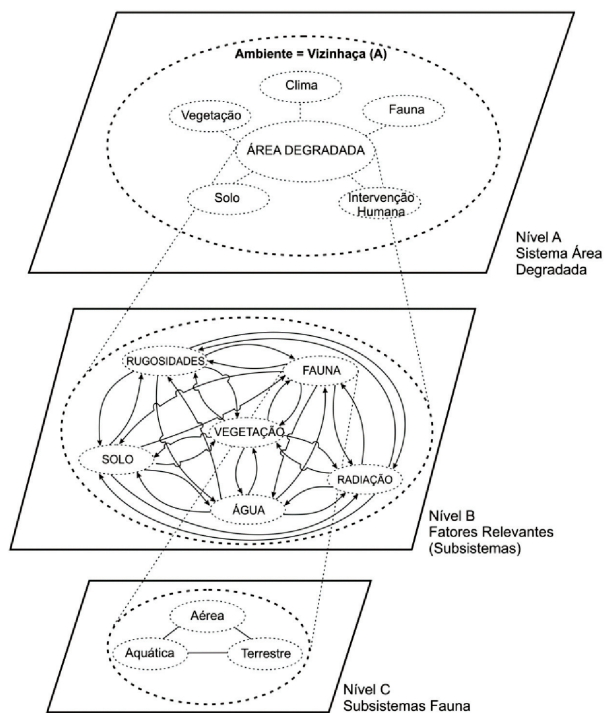 Ambiente = Vizinhaça (A)
Clima
Vegetação
Fauna
ÁREA DEGRADADA
Solo
Intervenção
Humana
Nível A
Sistema Área
Degradada
RUGOSIDADES
FAUNA
VEGETAÇÃO
SOLO
RADIAÇÃO
ÁGUA
Nível B
Fatores Relevantes
(Subsistemas)
Aérea
Aquática
Terrestre
Nível C
Subsistemas Fauna